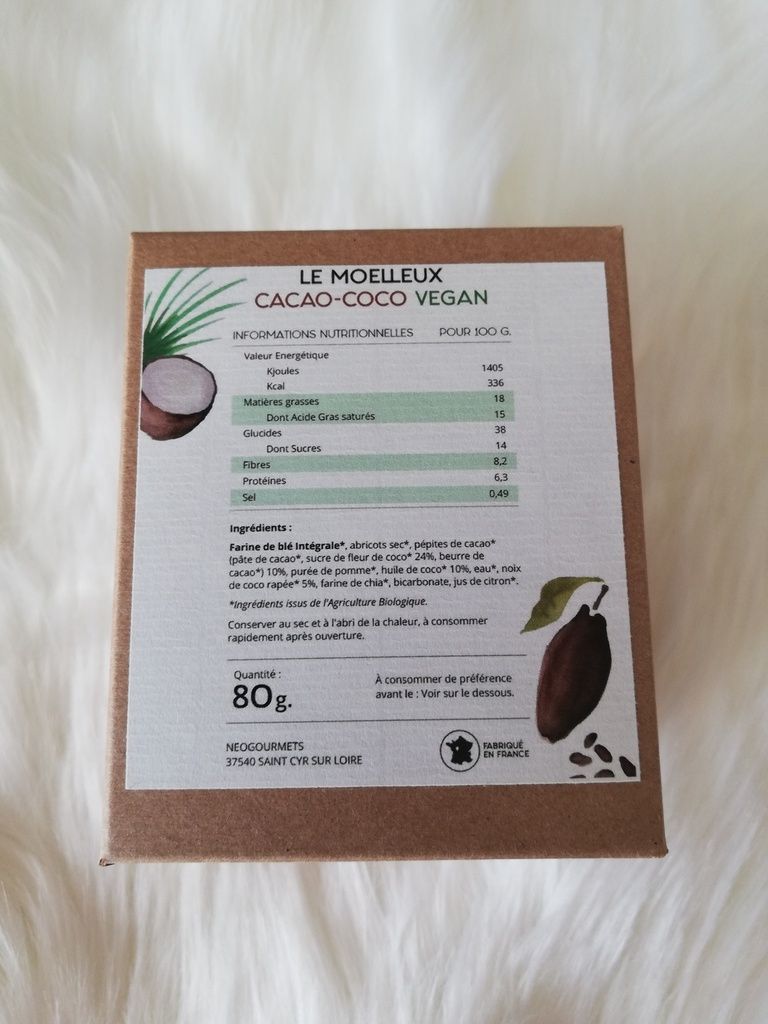 LE MOELLEUX
CACAO-COCO VEGAN
INFORMATIONS NUTRITIONNELLES POUR 100 G.
Valeur Energétique
Kjoules 1405
Kcal 336
Matières grasses 18
Dont Acide Gras saturés 15
Glucides 38
Dont Sucres 14
Fibres 8,2
Protéines 6,3
Sel 0,49
Ingrédients :
Farine de blé Intégrale*, abricots sec*, pépites de cacao*
(pâte de cacao*, sucre de fleur de coco* 24%, beurre de
cacao*) 10%, purée de pomme*, huile de coco* 10%, eau*, noix
de coco rapée* 5%, farine de chia*, bicarbonate, jus de citron*.
*Ingrédients issus de l'Agriculture Biologique.
Conserver au sec et à l'abri de la chaleur, à consommer
rapidement après ouverture.
Quantité :
80g.
À consommer de préférence
avant le : Voir sur le dessous.
NEOGOURMETS
37540 SAINT CYR SUR LOIRE
FABRIQUÉ
EN FRANCE